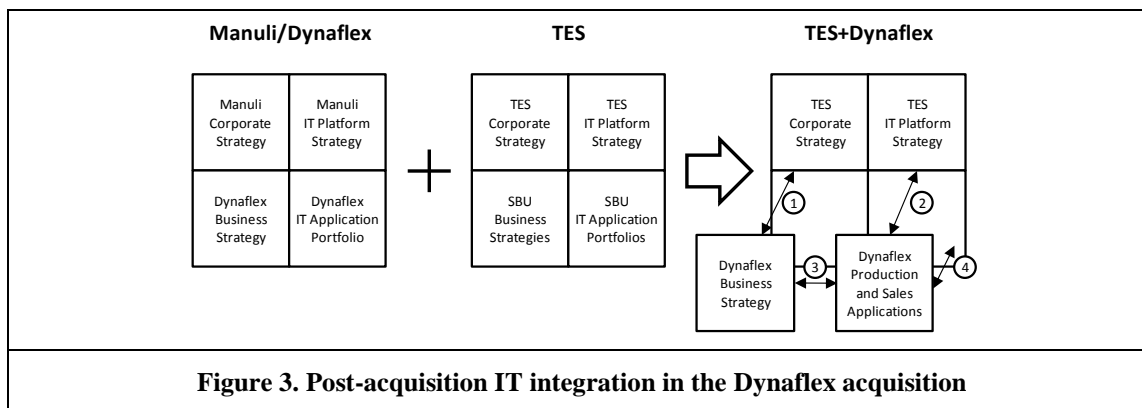 Manuli/Dynaflex
TES
TES+Dynaflex
Manuli
Corporate
Strategy
Manuli
IT Platform
Strategy
Dynaflex
Business
Strategy
Dynaflex
IT Application
Portfolio
+
TES
Corporate
Strategy
TES
IT Platform
Strategy
SBU
Business
Strategies
SBU
IT Application
Portfolios
TES
Corporate
Strategy
TES
IT Platform
Strategy
1
2
Dynaflex
Business
Strategy
3
Dynaflex
Production
and Sales
Applications
4
Figure 3. Post-acquisition IT integration in the Dynaflex acquisition